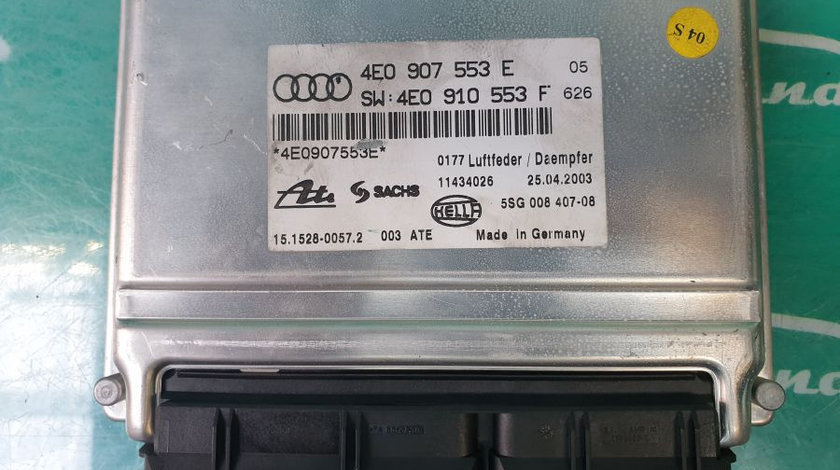 4E0 907 553 E 05
SW:4E0 910 553 F 626
*4E0907553E*
0177 Luftfeder / Daempfer
11434026 25.04.2003
Ate SACHS
HELLA
5SG 008 407-08
15.1528-0057.2 003 ATE Made in Germany
04 S